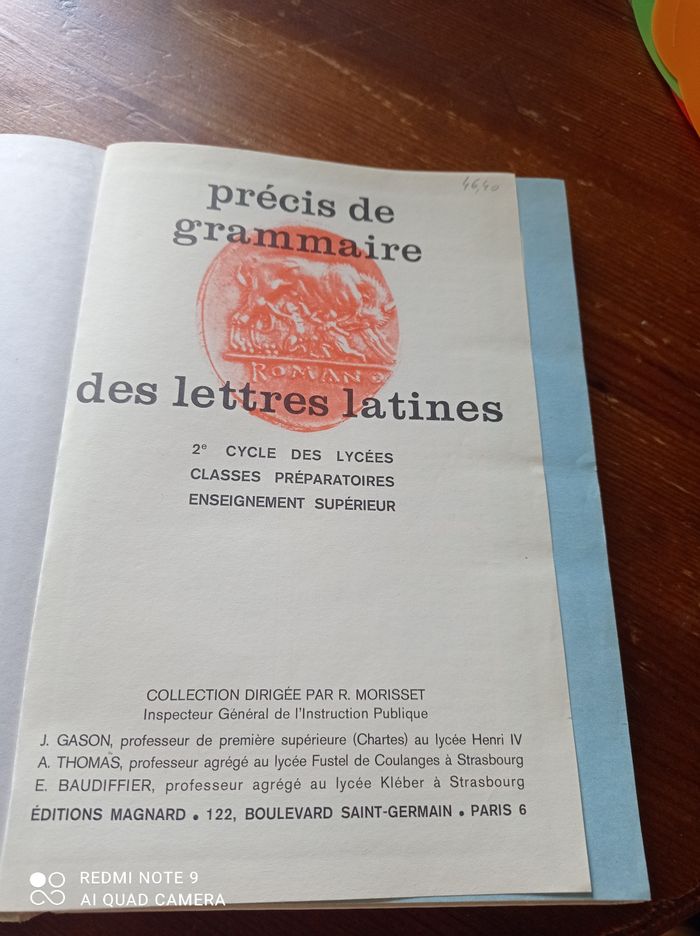 46,40
précis de
grammaire
ROMANO
des lettres latines
2e CYCLE DES LYCÉES
CLASSES PRÉPARATOIRES
ENSEIGNEMENT SUPÉRIEUR
COLLECTION DIRIGÉE PAR R. MORISSET
Inspecteur Général de l'Instruction Publique
J. GASON, professeur de première supérieure (Chartes) au lycée Henri IV
A. THOMAS, professeur agrégé au lycée Fustel de Coulanges à Strasbourg
E. BAUDIFFIER, professeur agrégé au lycée Kléber à Strasbourg
ÉDITIONS MAGNARD • 122, BOULEVARD SAINT-GERMAIN • PARIS 6
REDMI NOTE 9
AI QUAD CAMERA